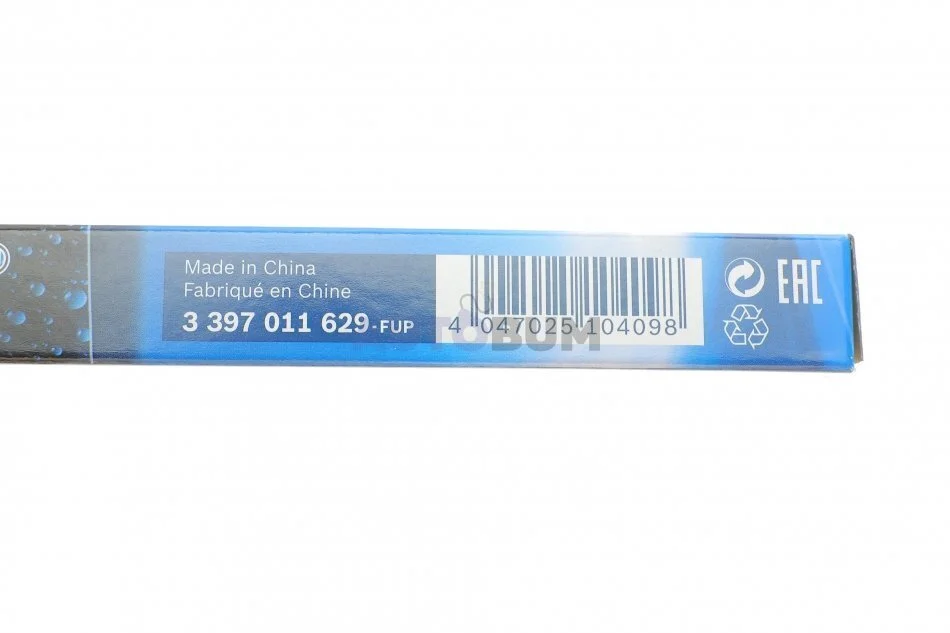 Made in China
Fabriqué en Chine
3 397 011 629-FUP
4 047025 104098
EAC